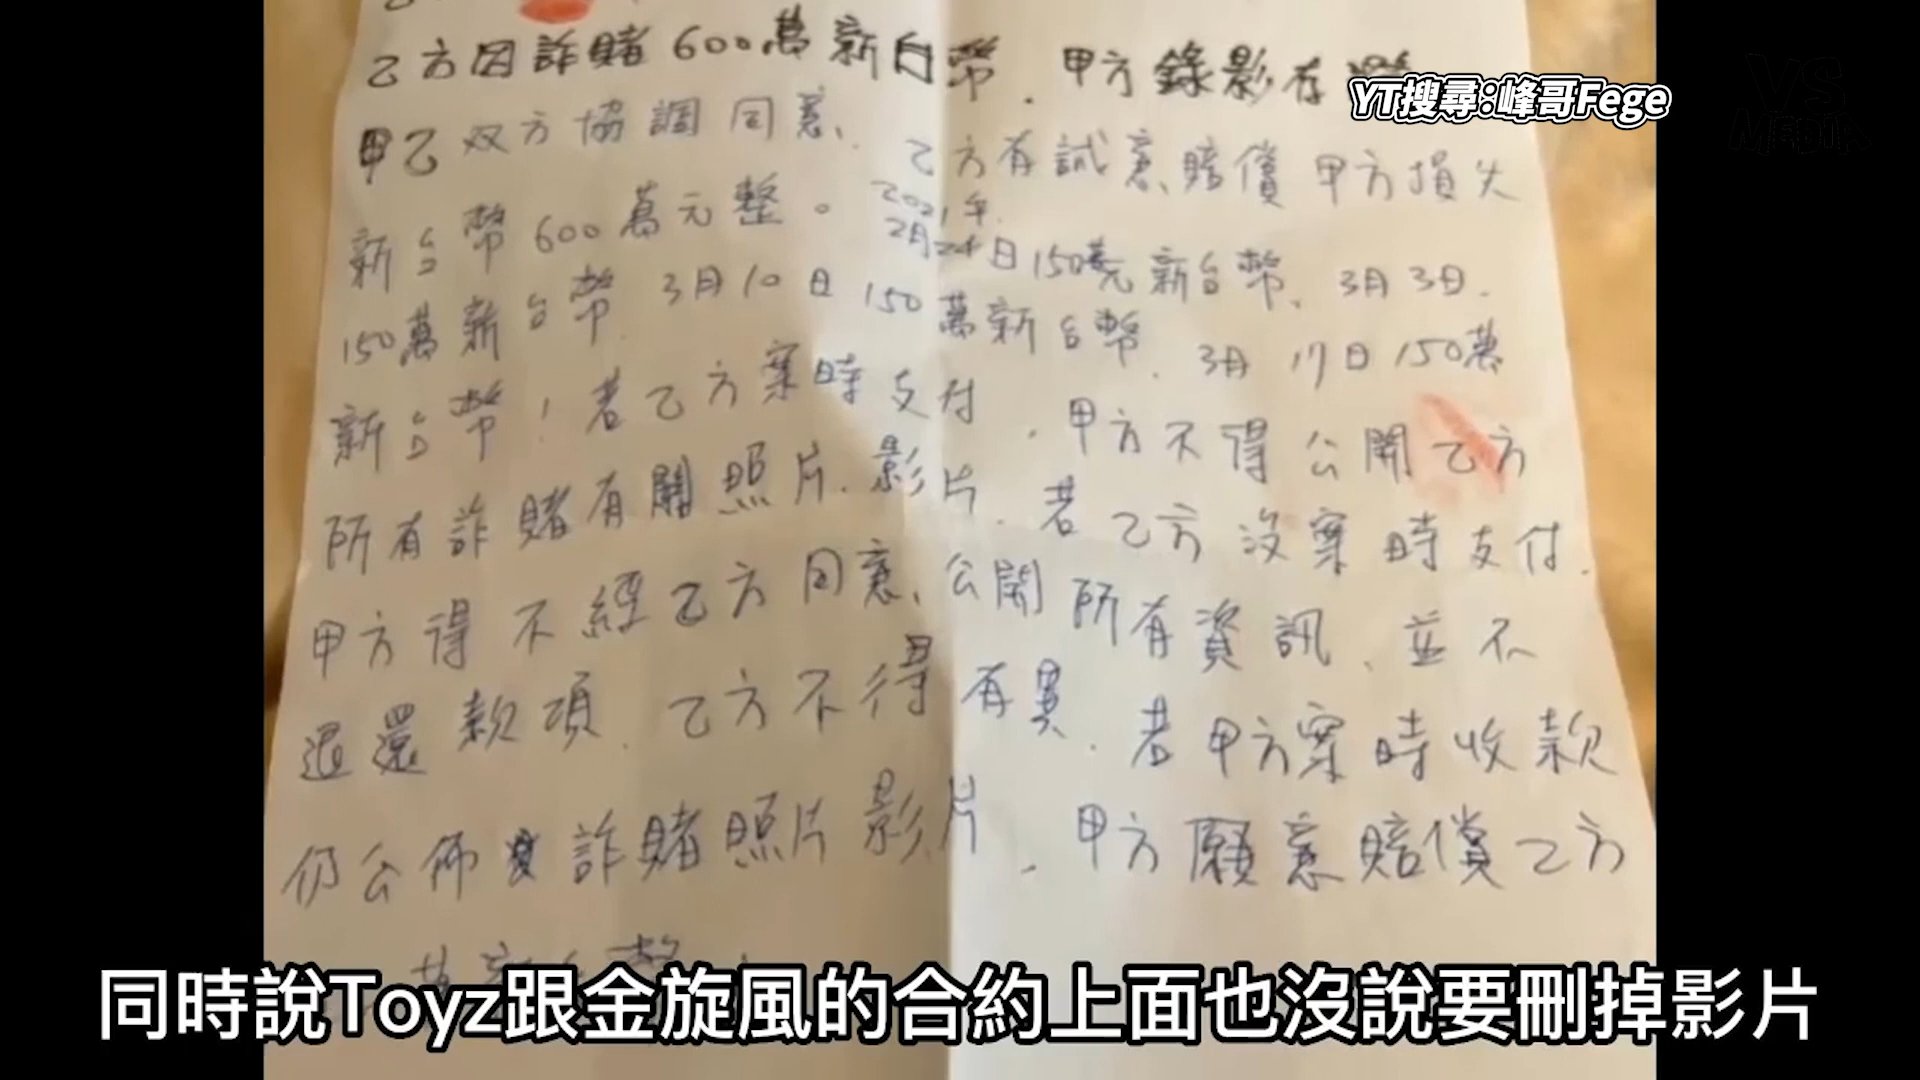 乙方因詐賭600萬新台幣.甲方錄影存
YT搜尋:峰哥Fege
VS MEDIA
甲乙双方協調同意、乙方有誠意賠償甲方損失
新台幣600萬元整。2021年2月24日150萬元新台幣、3月3日.
150萬新台幣.3月10日150萬新台幣.3月17日150萬
新台幣!若乙方案時支付.甲方不得公開乙方
所有詐賭有關照片.影片.若乙方沒案時支付.
甲方得不經乙方同意、公開所有資訊、並不
退還款項.乙方不得有異.若甲方案時收款
仍公佈詐賭照片影片.甲方願意賠償乙方
同時說Toyz跟金旋風的合約上面也沒說要刪掉影片